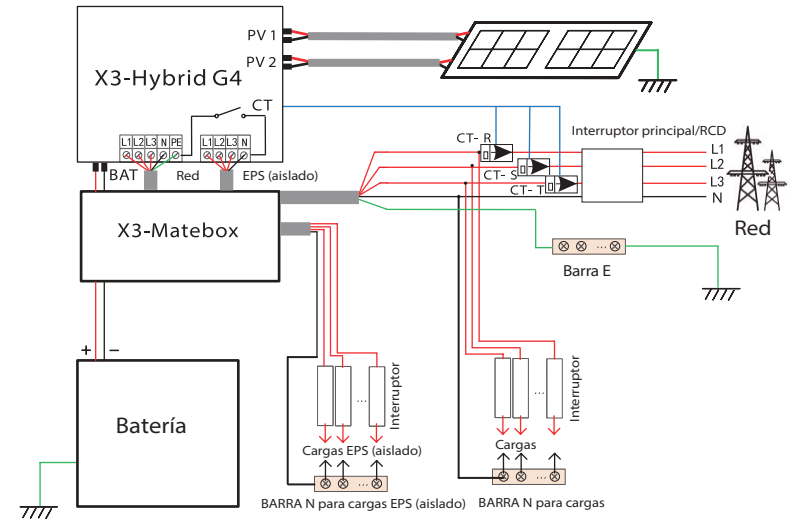 PV 1
PV 2
X3-Hybrid G4
CT
L1 L2 L3 N PE
L1 L2 L3 N
BAT
Red
EPS (aislado)
CT- R
CT- S
CT- T
Interruptor principal/RCD
L1
L2
L3
N
Red
X3-Matebox
Barra E
+ −
Batería
...
Interruptor
...
Interruptor
Cargas EPS (aislado)
Cargas
...
...
...
BARRA N para cargas EPS (aislado)
BARRA N para cargas